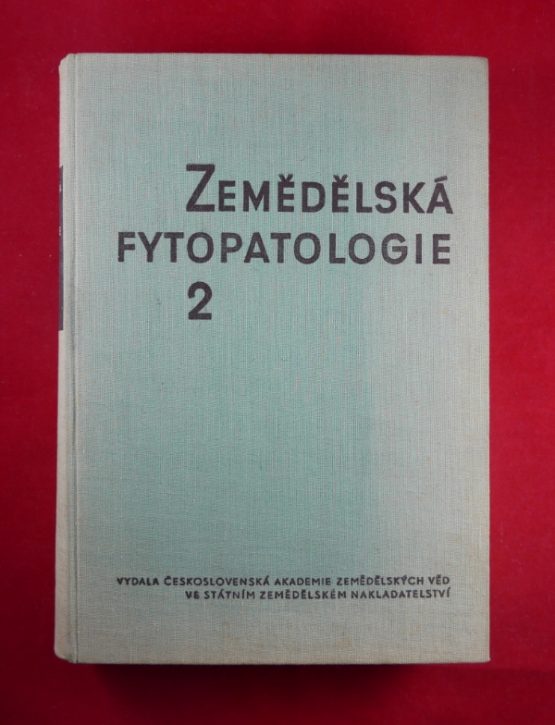 ZEMĚDĚLSKÁ
FYTOPATOLOGIE
2
VYDALA ČESKOSLOVENSKÁ AKADEMIE ZEMĚDĚLSKÝCH VĚD
VE STÁTNÍM ZEMĚDĚLSKÉM NAKLADATELSTVÍ